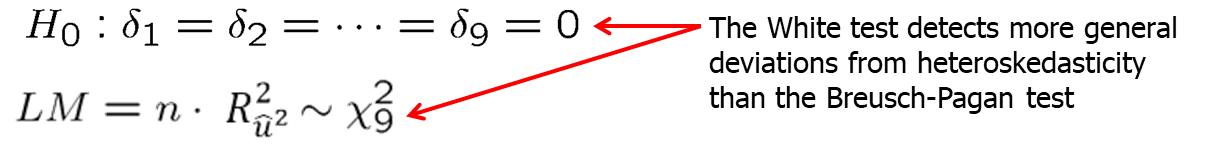 H₀ : δ₁ = δ₂ = ⋯ = δ₉ = 0
The White test detects more general
deviations from heteroskedasticity
than the Breusch-Pagan test
LM = n · R²_û² ~ χ²₉